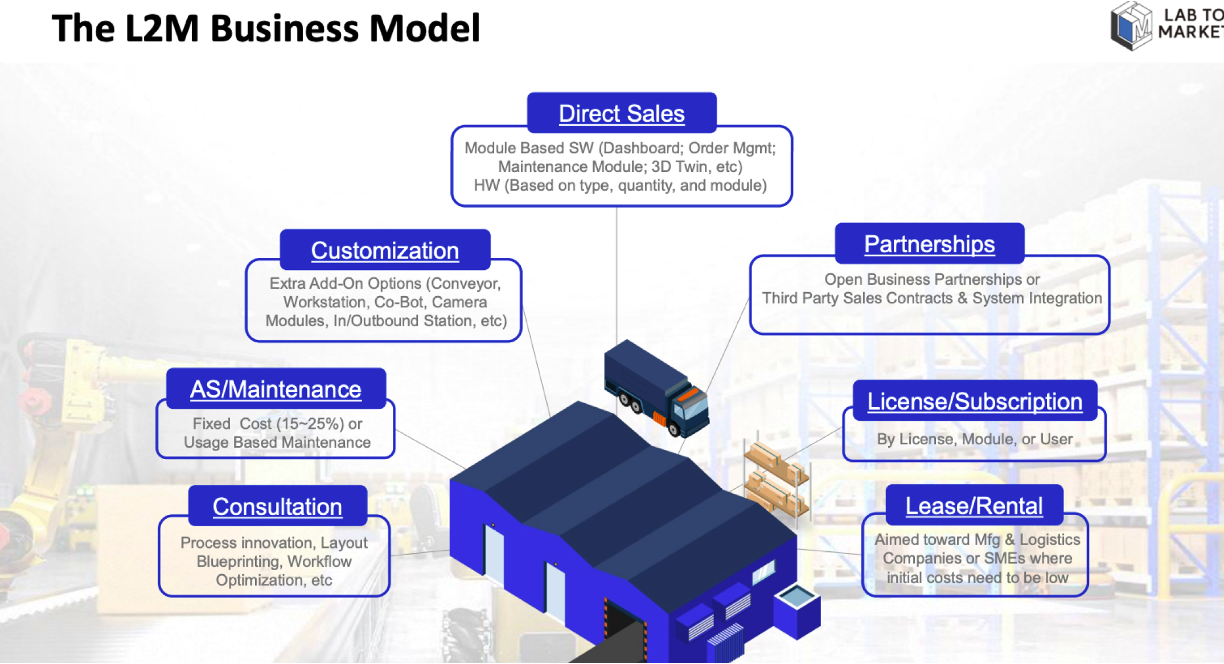 The L2M Business Model
LAB TO
MARKET
Direct Sales
Module Based SW (Dashboard; Order Mgmt;
Maintenance Module; 3D Twin, etc)
HW (Based on type, quantity, and module)
Customization
Extra Add-On Options (Conveyor,
Workstation, Co-Bot, Camera
Modules, In/Outbound Station, etc)
Partnerships
Open Business Partnerships or
Third Party Sales Contracts & System Integration
AS/Maintenance
Fixed Cost (15~25%) or
Usage Based Maintenance
License/Subscription
By License, Module, or User
Consultation
Process innovation, Layout
Blueprinting, Workflow
Optimization, etc
Lease/Rental
Aimed toward Mfg & Logistics
Companies or SMEs where
initial costs need to be low